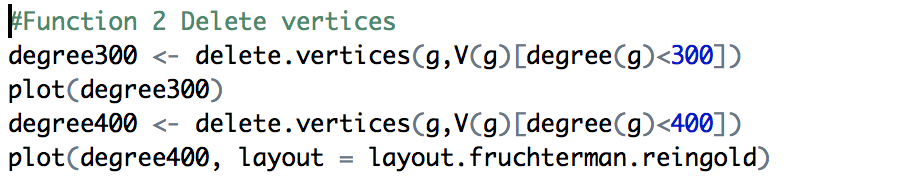 #Function 2 Delete vertices
degree300 <- delete.vertices(g,V(g)[degree(g)<300])
plot(degree300)
degree400 <- delete.vertices(g,V(g)[degree(g)<400])
plot(degree400, layout = layout.fruchterman.reingold)